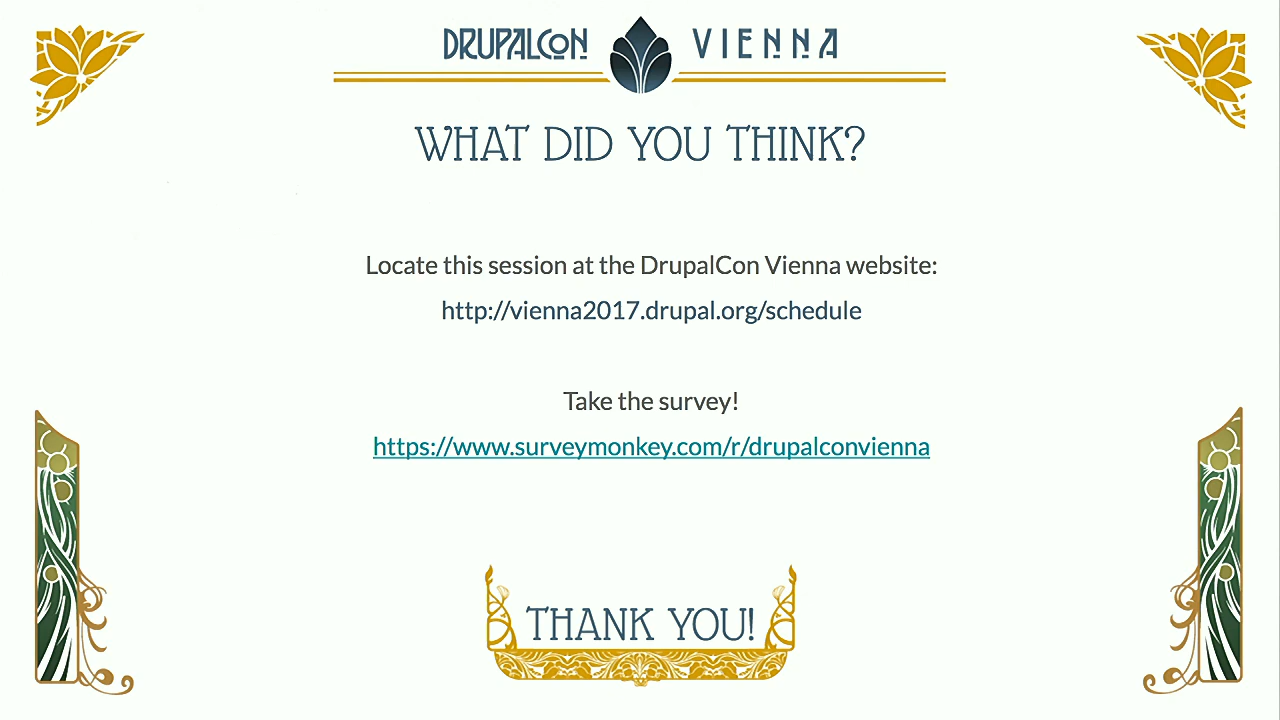 DRUPALCON VIENNA
WHAT DID YOU THINK?
Locate this session at the DrupalCon Vienna website:
http://vienna2017.drupal.org/schedule
Take the survey!
https://www.surveymonkey.com/r/drupalconvienna
THANK YOU!